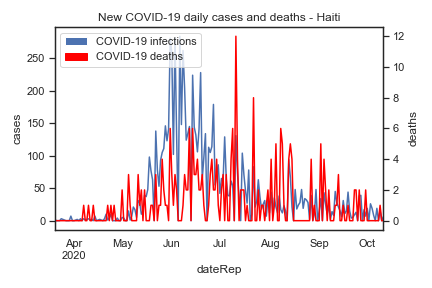 New COVID-19 daily cases and deaths - Haiti
COVID-19 infections
COVID-19 deaths
250
200
150
100
50
0
cases
12
10
8
6
4
2
0
deaths
Apr
2020
May
Jun
Jul
Aug
Sep
Oct
dateRep